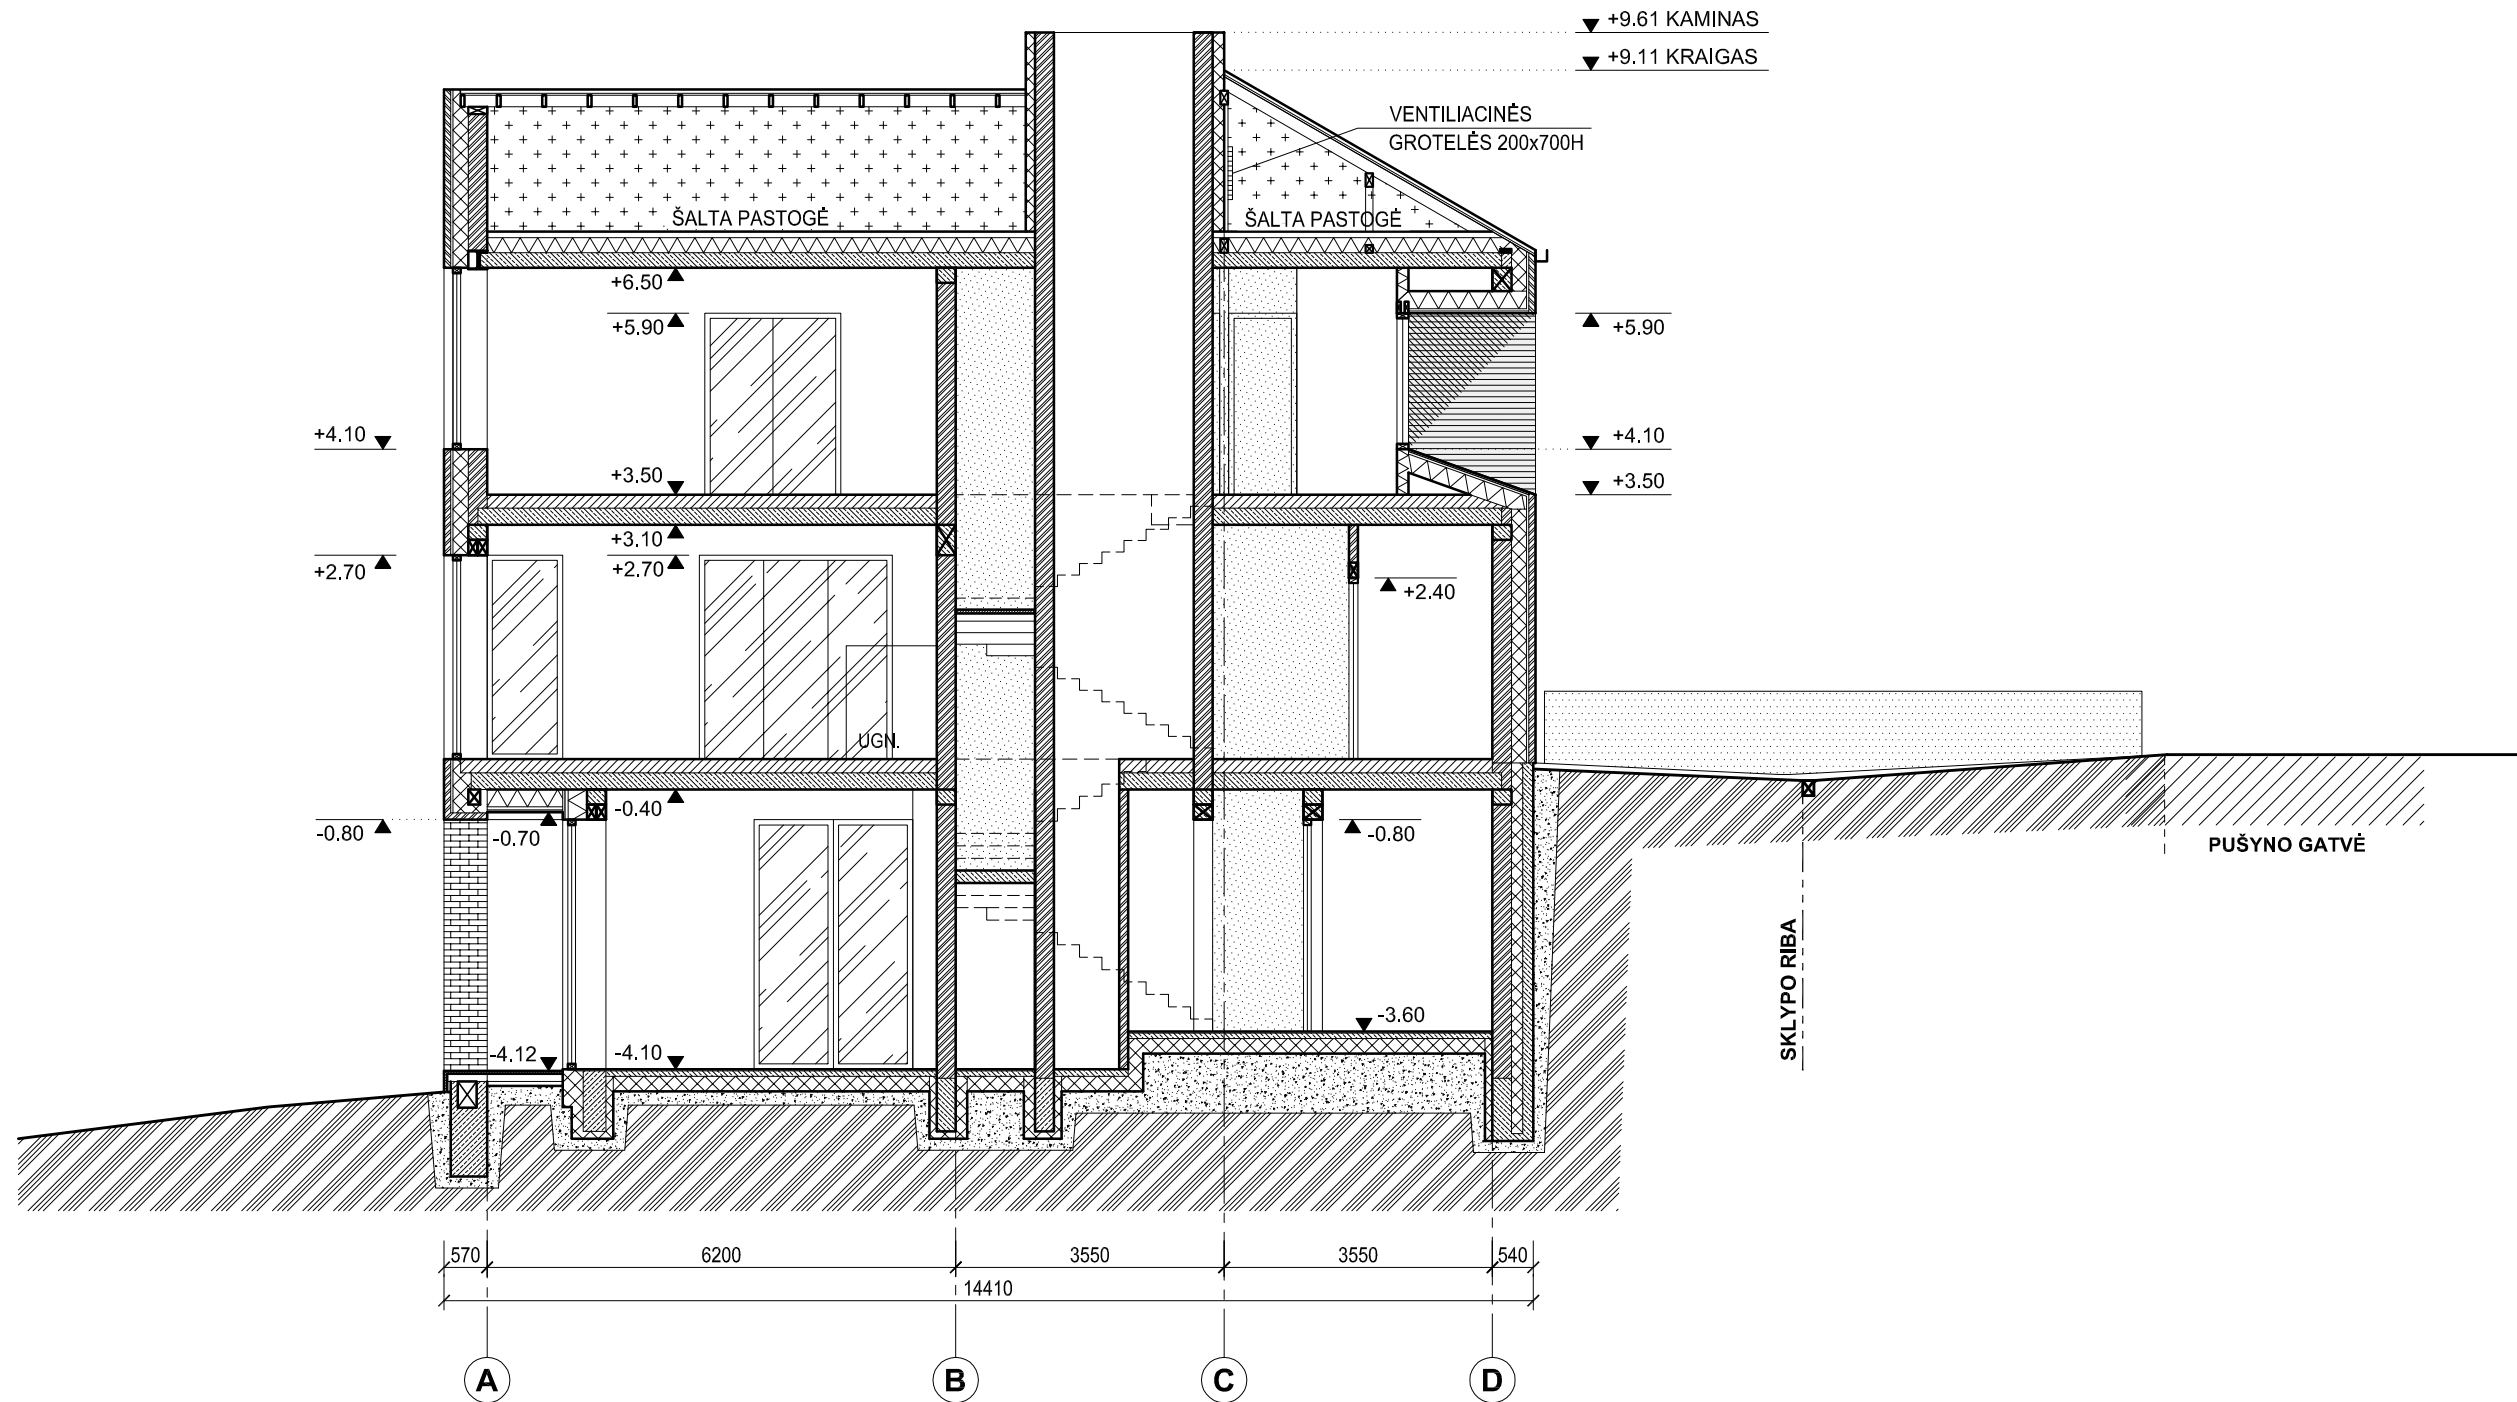 +9.61 KAMINAS
+9.11 KRAIGAS
VENTILIACINĖS
GROTELĖS 200x700H
ŠALTA PASTOGĖ
ŠALTA PASTOGĖ
+6.50
+5.90
+5.90
+4.10
+4.10
+3.50
+3.50
+3.10
+2.70
+2.70
+2.40
UGN.
-0.40
-0.80
-0.70
-0.80
PUŠYNO GATVĖ
SKLYPO RIBA
-3.60
-4.12
-4.10
570
6200
3550
3550
540
14410
A
B
C
D